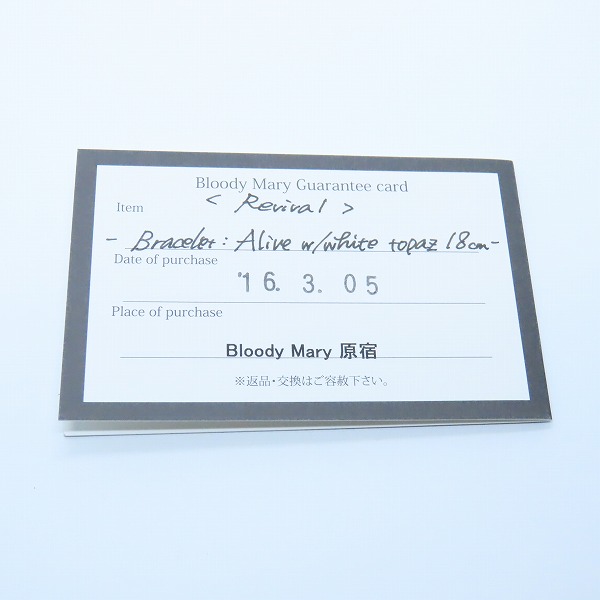 Bloody Mary Guarantee card
Item < Revival >
- Bracelet: Alive w/white topaz 18cm -
Date of purchase
'16. 3. 05
Place of purchase
Bloody Mary 原宿
※返品・交換はご容赦下さい。